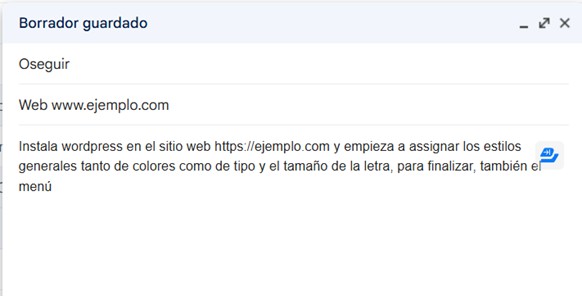 Borrador guardado
Oseguir
Web www.ejemplo.com
Instala wordpress en el sitio web https://ejemplo.com y empieza a assignar los estilos
generales tanto de colores como de tipo y el tamaño de la letra, para finalizar, también el
menú